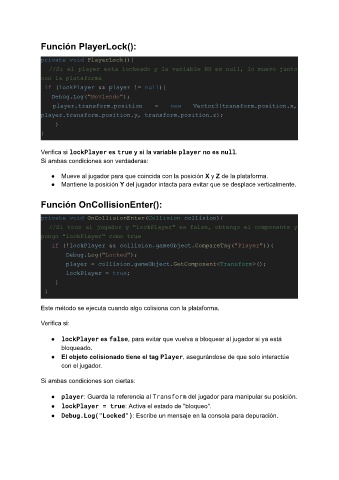 Función PlayerLock():
private void PlayerLock(){
//Si el player esta lockeado y la variable NO es null, lo muevo junto
con la plataforma
if (lockPlayer && player != null){
Debug.Log("Moviendo");
player.transform.position = new Vector3(transform.position.x,
player.transform.position.y, transform.position.z);
}
}
Verifica si lockPlayer es true y si la variable player no es null.
Si ambas condiciones son verdaderas:
● Mueve al jugador para que coincida con la posición X y Z de la plataforma.
● Mantiene la posición Y del jugador intacta para evitar que se desplace verticalmente.
Función OnCollisionEnter():
private void OnCollisionEnter(Collision collision){
//Si toco al jugador y "lockPlayer" es false, obtengo el componente y
pongo "lockPlayer" como true
if (!lockPlayer && collision.gameObject.CompareTag("Player")){
Debug.Log("Locked");
player = collision.gameObject.GetComponent<Transform>();
lockPlayer = true;
}
}
Este método se ejecuta cuando algo colisiona con la plataforma.
Verifica si:
● lockPlayer es false, para evitar que vuelva a bloquear al jugador si ya está
bloqueado.
● El objeto colisionado tiene el tag Player, asegurándose de que solo interactúe
con el jugador.
Si ambas condiciones son ciertas:
● player: Guarda la referencia al Transform del jugador para manipular su posición.
● lockPlayer = true: Activa el estado de "bloqueo".
● Debug.Log("Locked"): Escribe un mensaje en la consola para depuración.